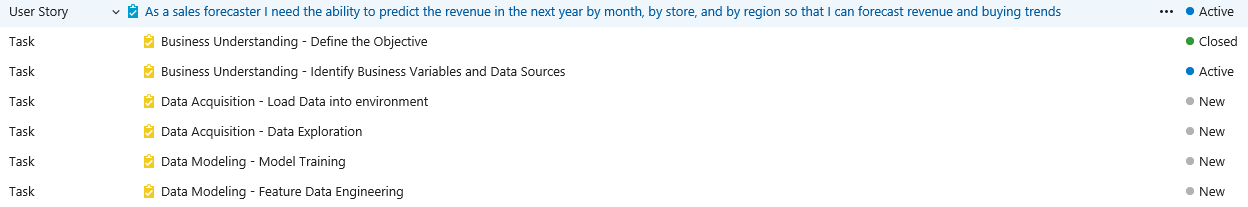 User Story As a sales forecaster I need the ability to predict the revenue in the next year by month, by store, and by region so that I can forecast revenue and buying trends ••• Active
Task Business Understanding - Define the Objective Closed
Task Business Understanding - Identify Business Variables and Data Sources Active
Task Data Acquisition - Load Data into environment New
Task Data Acquisition - Data Exploration New
Task Data Modeling - Model Training New
Task Data Modeling - Feature Data Engineering New